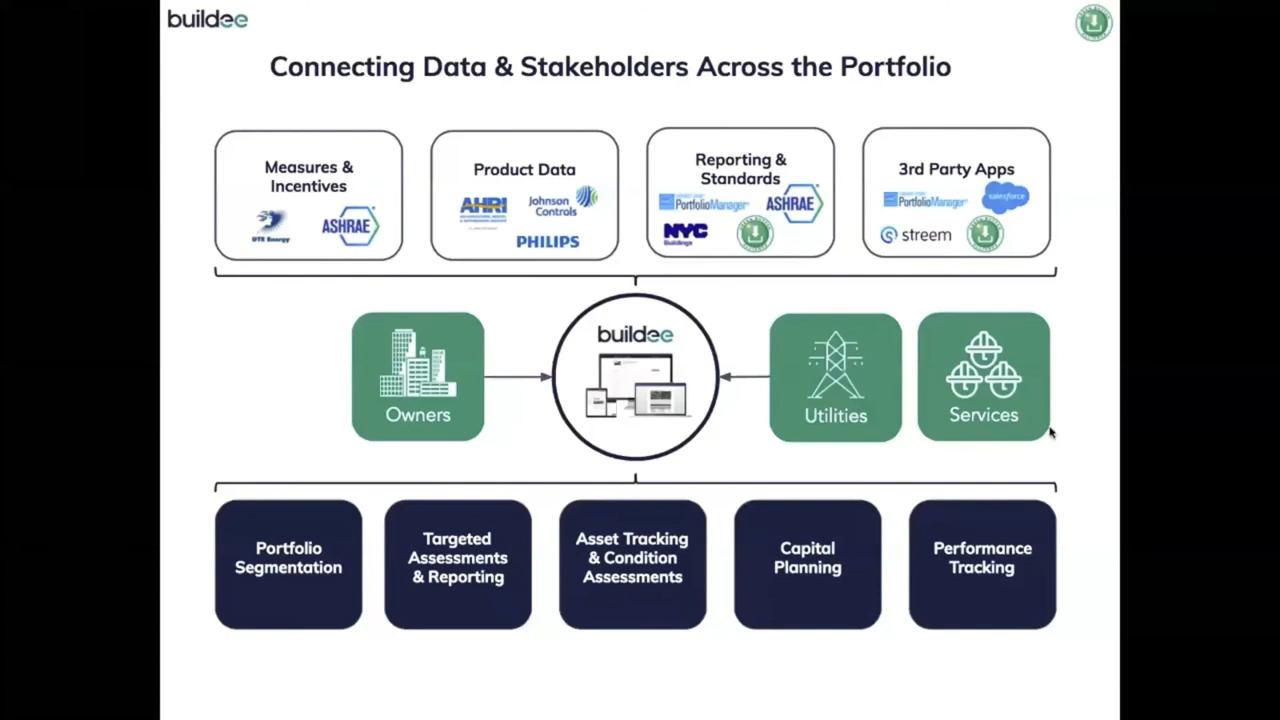 buildee
Connecting Data & Stakeholders Across the Portfolio
Measures &
Incentives
DTE Energy
ASHRAE
Product Data
AHRI
Johnson
Controls
PHILIPS
Reporting &
Standards
PortfolioManager
ASHRAE
NYC
Buildings
3rd Party Apps
PortfolioManager
salesforce
streem
buildee
Owners
Utilities
Services
Portfolio
Segmentation
Targeted
Assessments
& Reporting
Asset Tracking
& Condition
Assessments
Capital
Planning
Performance
Tracking